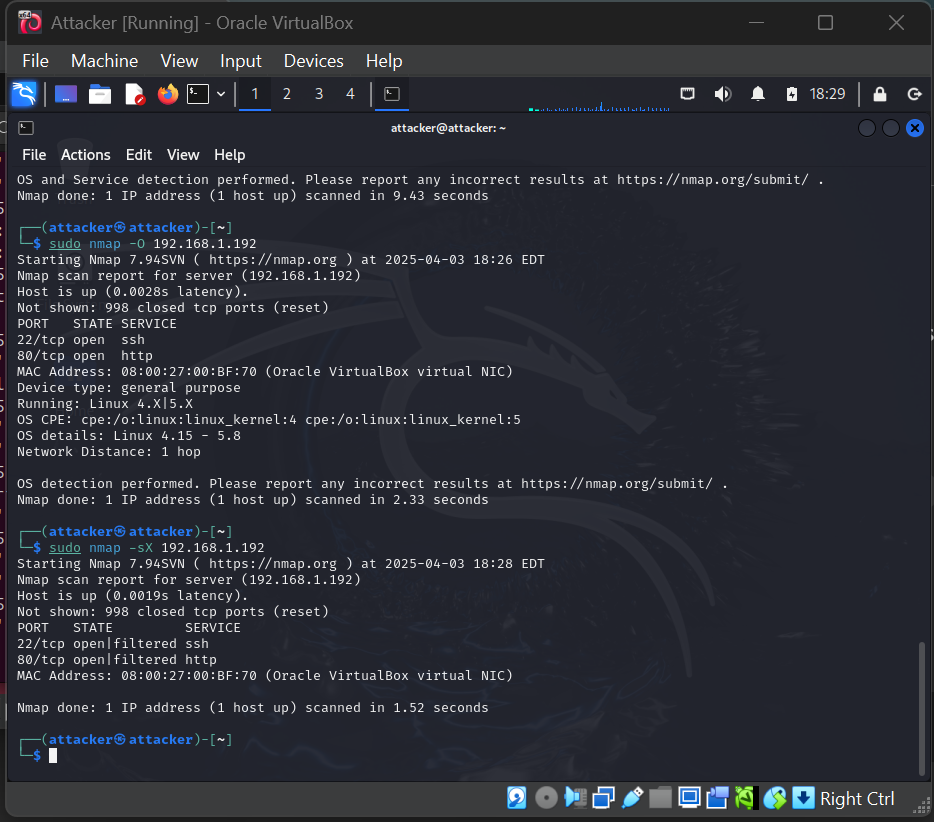 Attacker [Running] - Oracle VirtualBox
File Machine View Input Devices Help
1 2 3 4 18:29
attacker@attacker: ~
File Actions Edit View Help
OS and Service detection performed. Please report any incorrect results at https://nmap.org/submit/ .
Nmap done: 1 IP address (1 host up) scanned in 9.43 seconds
┌──(attacker㉿attacker)-[~]
└─$ sudo nmap -O 192.168.1.192
Starting Nmap 7.94SVN ( https://nmap.org ) at 2025-04-03 18:26 EDT
Nmap scan report for server (192.168.1.192)
Host is up (0.0028s latency).
Not shown: 998 closed tcp ports (reset)
PORT   STATE SERVICE
22/tcp open  ssh
80/tcp open  http
MAC Address: 08:00:27:00:BF:70 (Oracle VirtualBox virtual NIC)
Device type: general purpose
Running: Linux 4.X|5.X
OS CPE: cpe:/o:linux:linux_kernel:4 cpe:/o:linux:linux_kernel:5
OS details: Linux 4.15 - 5.8
Network Distance: 1 hop
OS detection performed. Please report any incorrect results at https://nmap.org/submit/ .
Nmap done: 1 IP address (1 host up) scanned in 2.33 seconds
┌──(attacker㉿attacker)-[~]
└─$ sudo nmap -sX 192.168.1.192
Starting Nmap 7.94SVN ( https://nmap.org ) at 2025-04-03 18:28 EDT
Nmap scan report for server (192.168.1.192)
Host is up (0.0019s latency).
Not shown: 998 closed tcp ports (reset)
PORT   STATE         SERVICE
22/tcp open|filtered ssh
80/tcp open|filtered http
MAC Address: 08:00:27:00:BF:70 (Oracle VirtualBox virtual NIC)
Nmap done: 1 IP address (1 host up) scanned in 1.52 seconds
┌──(attacker㉿attacker)-[~]
└─$
Right Ctrl